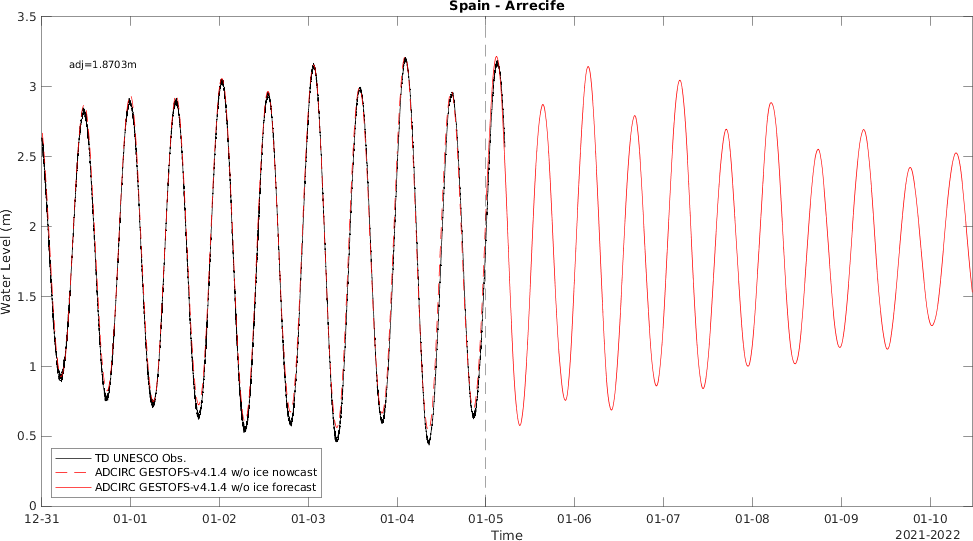 Spain - Arrecife
3.5
3
2.5
2
1.5
1
0.5
0
Water Level (m)
adj=1.8703m
TD UNESCO Obs.
ADCIRC GESTOFS-v4.1.4 w/o ice nowcast
ADCIRC GESTOFS-v4.1.4 w/o ice forecast
12-31 01-01 01-02 01-03 01-04 01-05 01-06 01-07 01-08 01-09 01-10
Time
2021-2022